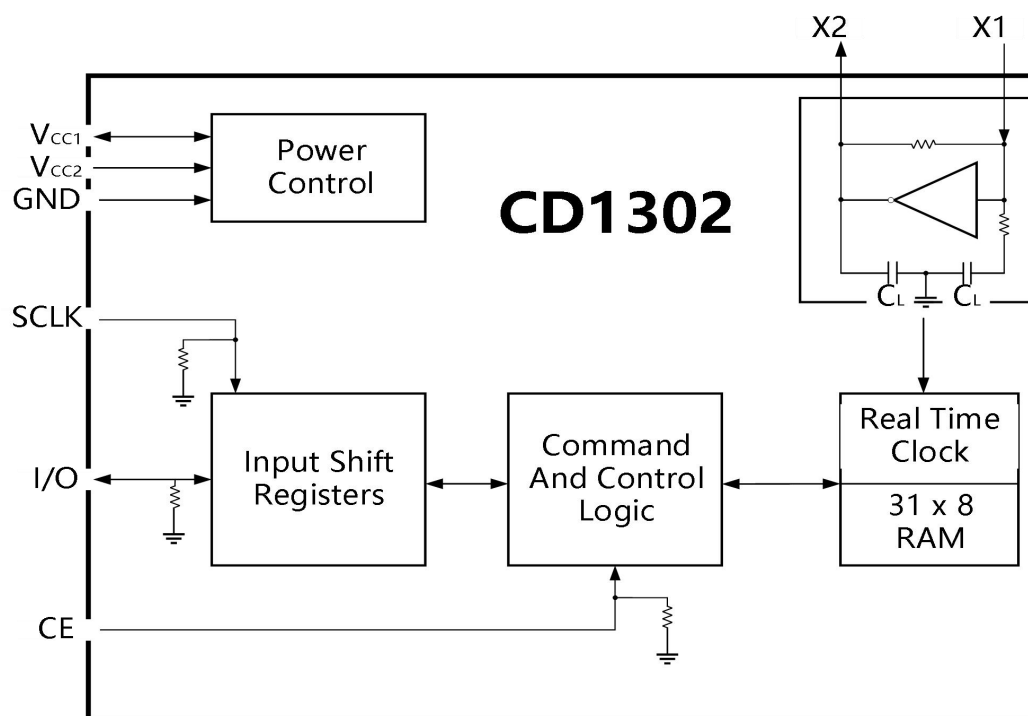 X2
X1
VCC1
VCC2
GND
Power
Control
CD1302
CL
CL
SCLK
I/O
Input Shift
Registers
Command
And Control
Logic
Real Time
Clock
31 x 8
RAM
CE